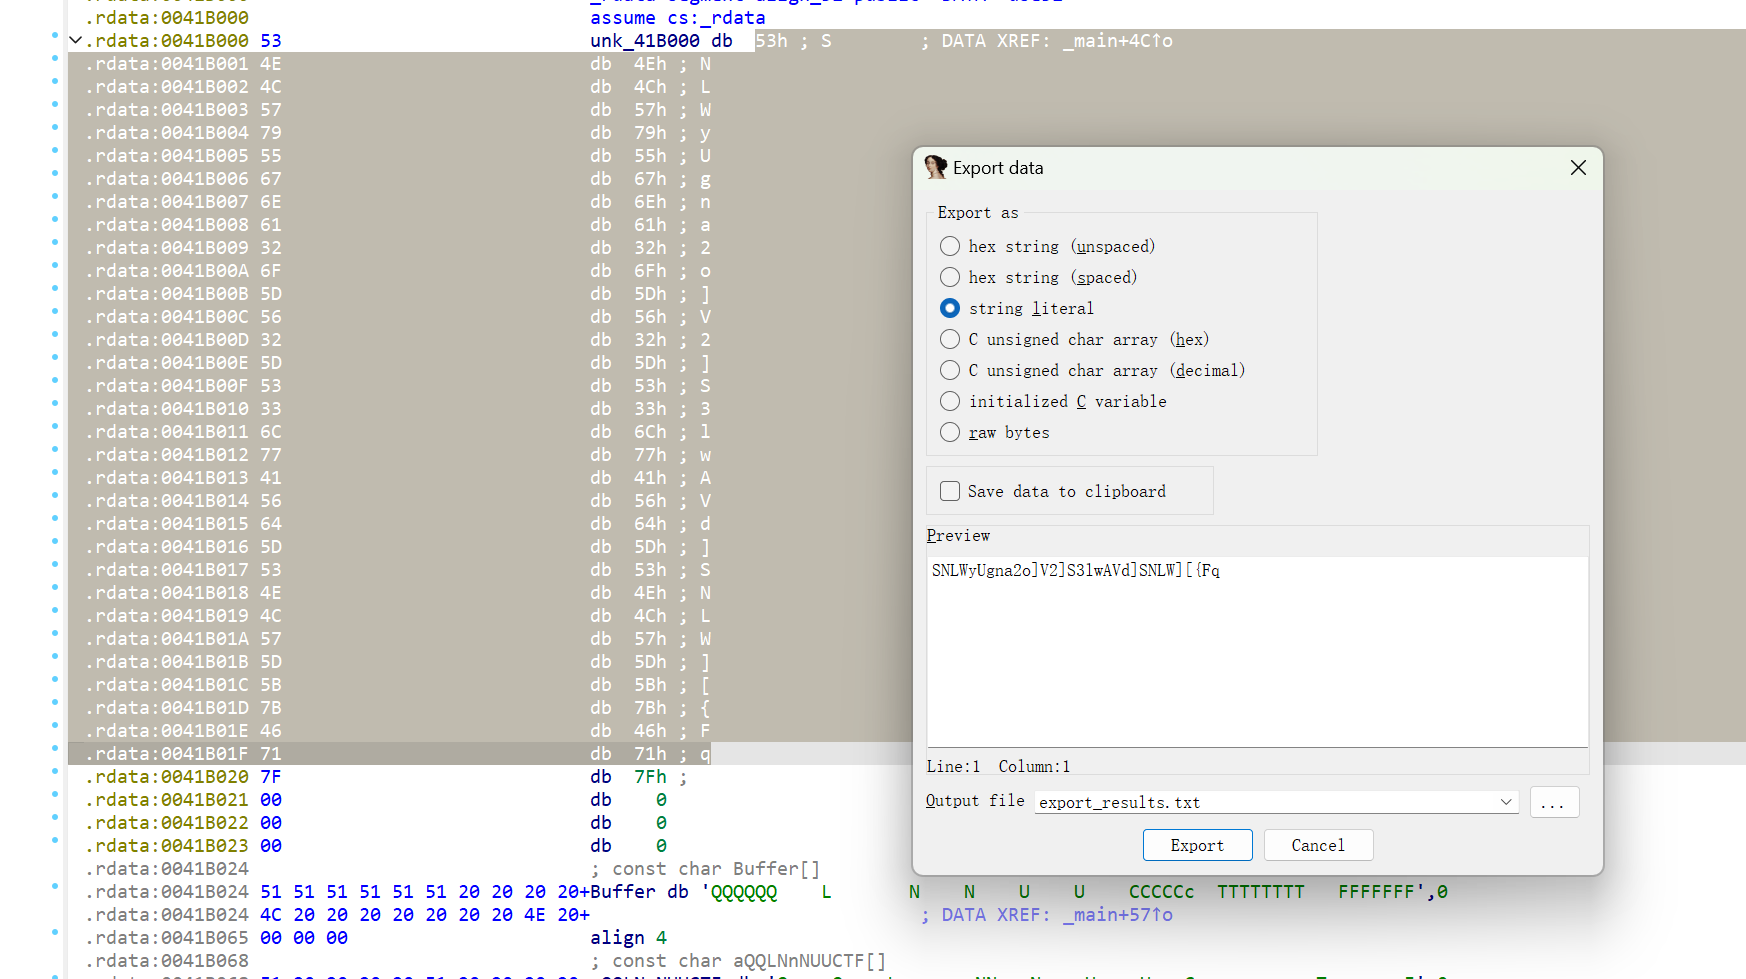 .rdata:0041B000 assume cs:_rdata
.rdata:0041B000 53 unk_41B000 db 53h ; S ; DATA XREF: _main+4C↑o
.rdata:0041B001 4E db 4Eh ; N
.rdata:0041B002 4C db 4Ch ; L
.rdata:0041B003 57 db 57h ; W
.rdata:0041B004 79 db 79h ; y
.rdata:0041B005 55 db 55h ; U
.rdata:0041B006 67 db 67h ; g
.rdata:0041B007 6E db 6Eh ; n
.rdata:0041B008 61 db 61h ; a
.rdata:0041B009 32 db 32h ; 2
.rdata:0041B00A 6F db 6Fh ; o
.rdata:0041B00B 5D db 5Dh ; ]
.rdata:0041B00C 56 db 56h ; V
.rdata:0041B00D 32 db 32h ; 2
.rdata:0041B00E 5D db 5Dh ; ]
.rdata:0041B00F 53 db 53h ; S
.rdata:0041B010 33 db 33h ; 3
.rdata:0041B011 6C db 6Ch ; l
.rdata:0041B012 77 db 77h ; w
.rdata:0041B013 41 db 41h ; A
.rdata:0041B014 56 db 56h ; V
.rdata:0041B015 64 db 64h ; d
.rdata:0041B016 5D db 5Dh ; ]
.rdata:0041B017 53 db 53h ; S
.rdata:0041B018 4E db 4Eh ; N
.rdata:0041B019 4C db 4Ch ; L
.rdata:0041B01A 57 db 57h ; W
.rdata:0041B01B 5D db 5Dh ; ]
.rdata:0041B01C 5B db 5Bh ; [
.rdata:0041B01D 7B db 7Bh ; {
.rdata:0041B01E 46 db 46h ; F
.rdata:0041B01F 71 db 71h ; q
.rdata:0041B020 7F db 7Fh ;
.rdata:0041B021 00 db 0
.rdata:0041B022 00 db 0
.rdata:0041B023 00 db 0
.rdata:0041B024 ; const char Buffer[]
.rdata:0041B024 51 51 51 51 51 51 20 20 20 20+Buffer db 'QQQQQQ L N N U U CCCCCc TTTTTTTT FFFFFFF',0
.rdata:0041B024 4C 20 20 20 20 20 20 20 4E 20+ ; DATA XREF: _main+57↑o
.rdata:0041B065 00 00 00 align 4
.rdata:0041B068 ; const char aQQLNnNUUCTF[]
Export data
Export as
hex string (unspaced)
hex string (spaced)
string literal
C unsigned char array (hex)
C unsigned char array (decimal)
initialized C variable
raw bytes
Save data to clipboard
Preview
SNLWyUgna2o]V2]S3lwAVd]SNLW][{Fq
Line:1 Column:1
Output file export_results.txt ...
Export Cancel